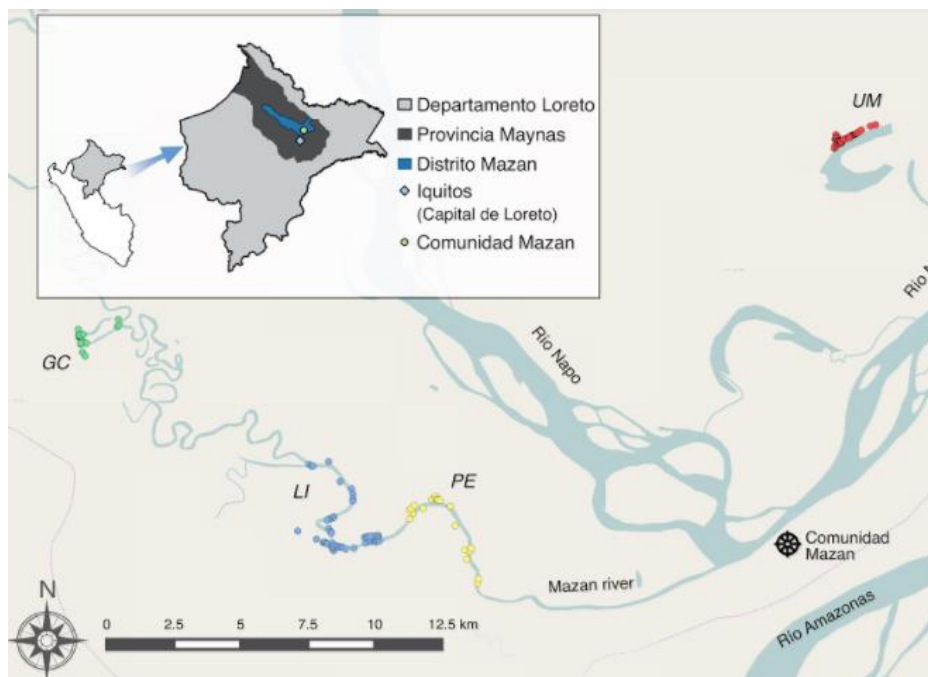 Departamento Loreto
Provincia Maynas
Distrito Mazan
Iquitos
(Capital de Loreto)
Comunidad Mazan
UM
Río N
Río Napo
GC
LI
PE
Comunidad
Mazan
Mazan river
Río Amazonas
N
0 2.5 5 7.5 10 12.5 km